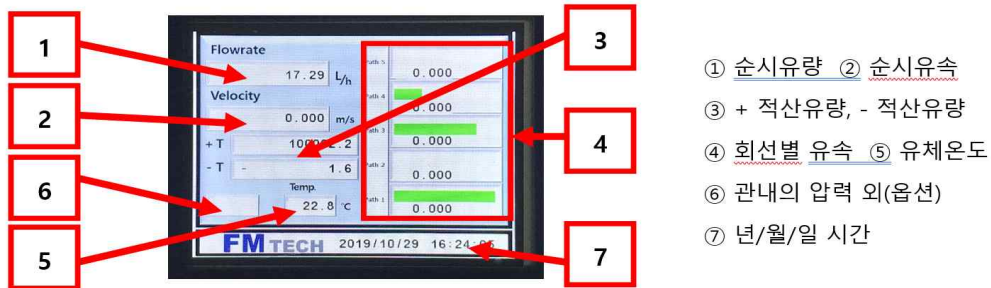 1
2
6
5
3
4
7
Flowrate
17.29 L/h
Velocity
0.000 m/s
+ T
- T - 1.6
Temp.
22.8 ℃
Path 5
0.000
Path 4
0.000
Path 3
0.000
Path 2
0.000
Path 1
0.000
FM TECH 2019/10/29 16:24:
① 순시유량 ② 순시유속
③ + 적산유량, - 적산유량
④ 회선별 유속 ⑤ 유체온도
⑥ 관내의 압력 외(옵션)
⑦ 년/월/일 시간